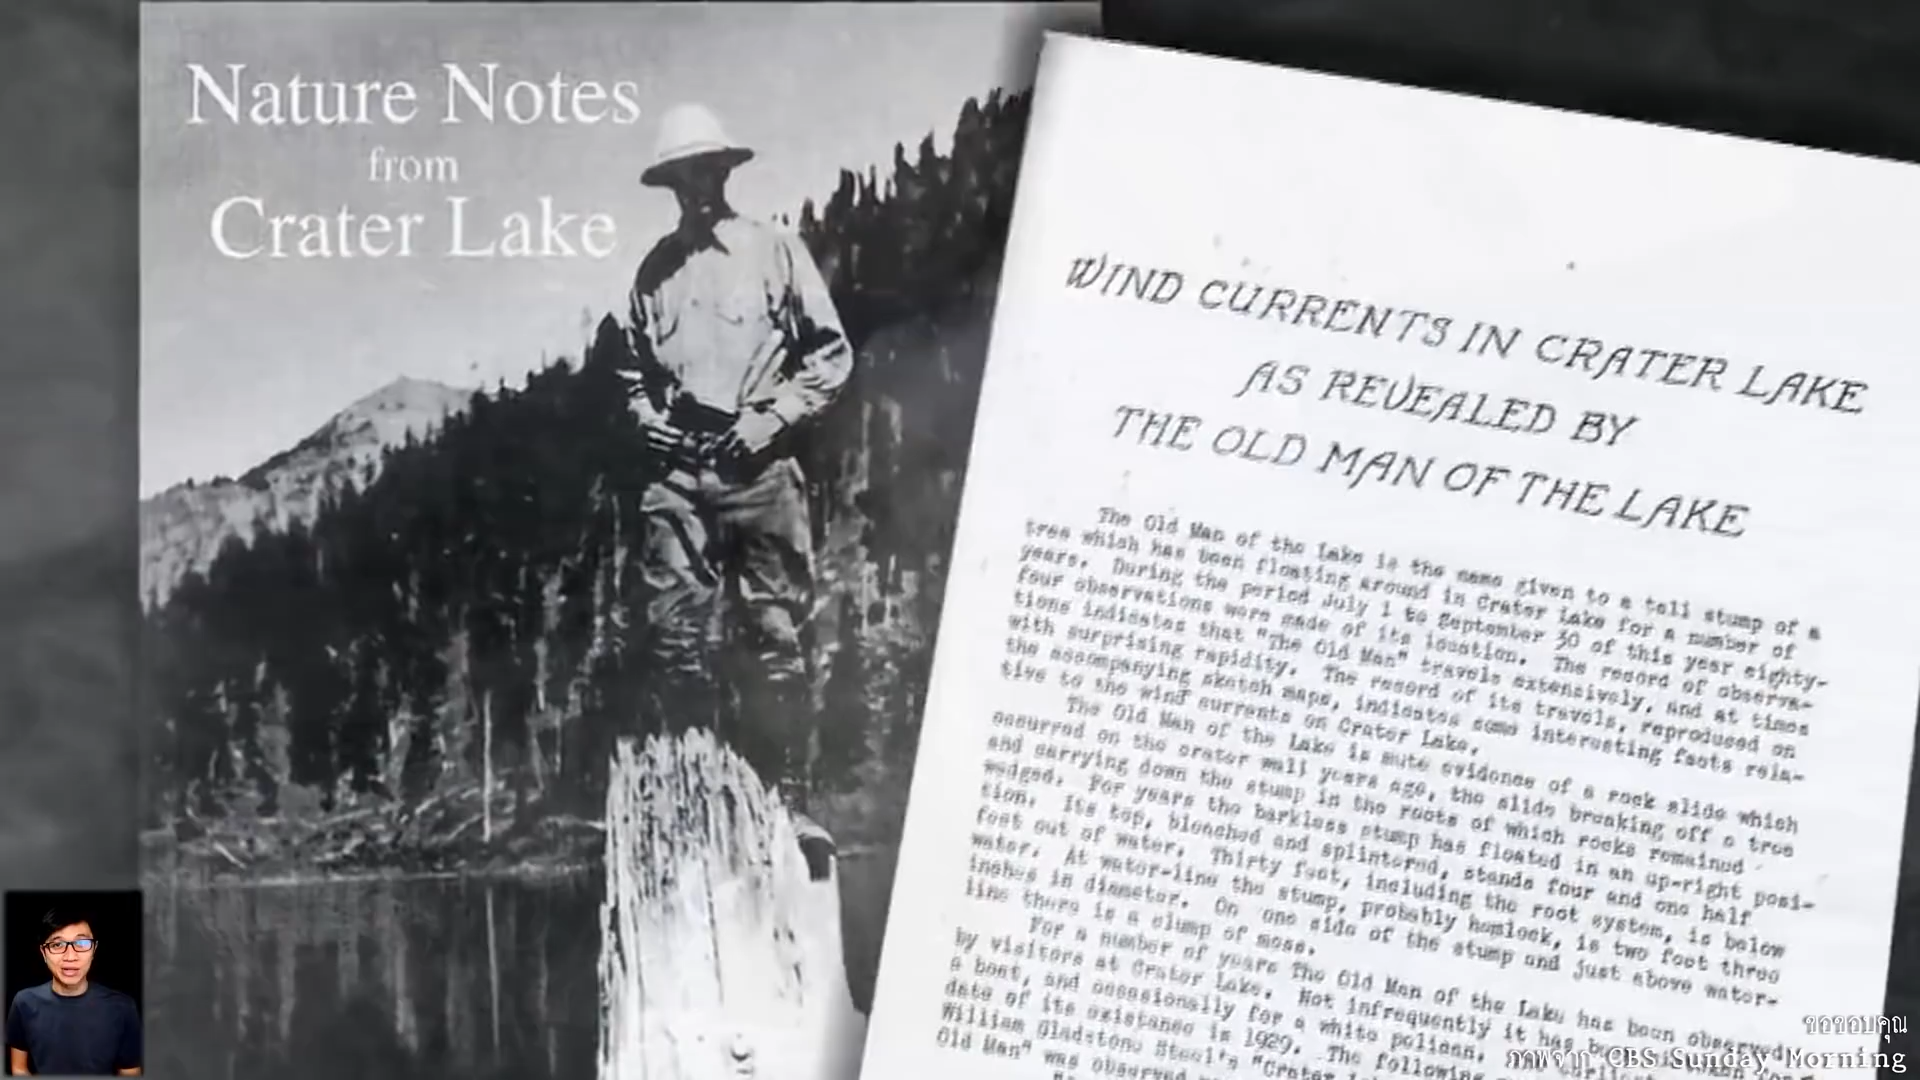 Nature Notes
from
Crater Lake
WIND CURRENTS IN CRATER LAKE
AS REVEALED BY
THE OLD MAN OF THE LAKE
The Old Man of the Lake is the name given to a tall stump of a
tree which has been floating around in Crater Lake for a number of
years. During the period July 1 to September 30 of this year eighty-
four observations were made of its location. The record of observa-
tions indicates that "The Old Man" travels extensively, and at times
with surprising rapidity. The record of its travels, reproduced on
the accompanying sketch maps, indicates some interesting facts rela-
tive to the wind currents on Crater Lake.
The Old Man of the Lake is mute evidence of a rock slide which
occurred on the crater wall years ago, the slide breaking off a tree
and carrying down the stump in the roots of which rocks remained
wedged. For years the barkless stump has floated in an up-right posi-
tion. Its top, bleached and splintered, stands four and one half
feet out of water. Thirty feet, including the root system, is below
water. At water-line the stump, probably hemlock, is two feet three
inches in diameter. On one side of the stump and just above water-
line there is a clump of moss.
For a number of years The Old Man of the Lake has been observed
by visitors at Crater Lake. Not infrequently it has
a boat, and occasionally for a white pelican. The earliest
date of its existence is 1929. The following
William Gladstone Steel's "Crater
Old Man" was observed
ขอขอบคุณ
ภาพจาก CBS Sunday Morning